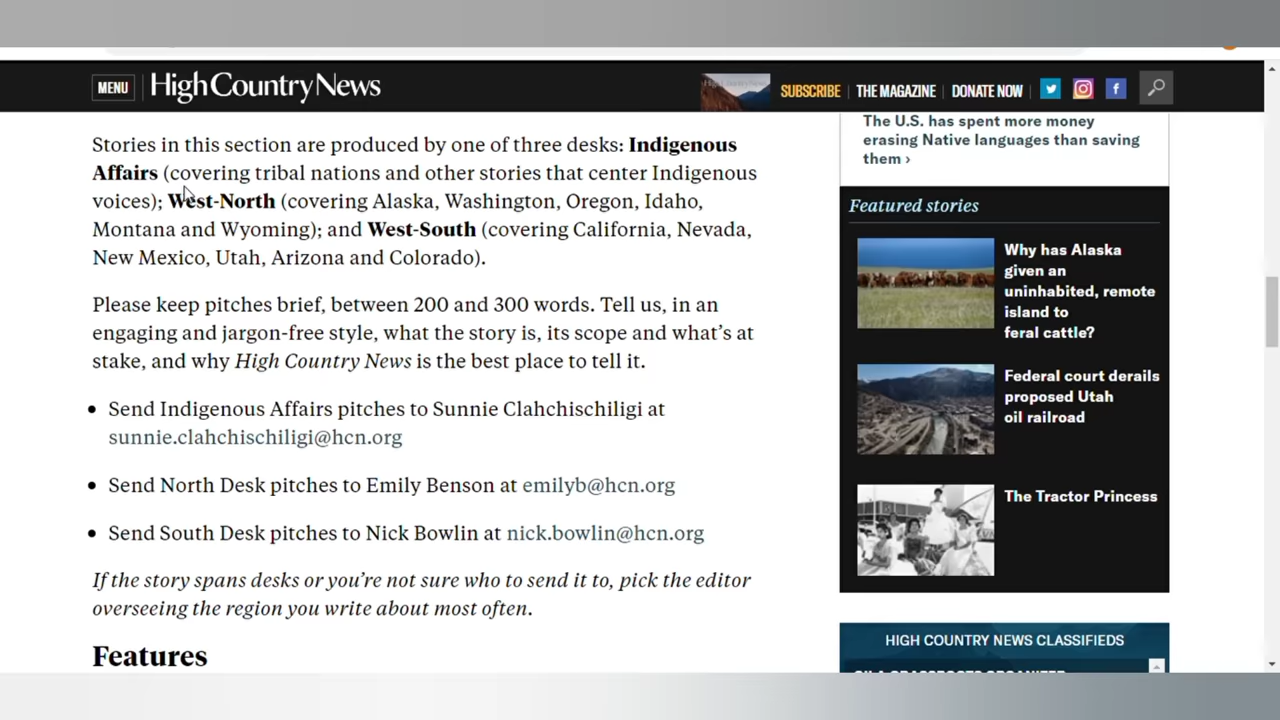 MENU
High Country News
SUBSCRIBE
THE MAGAZINE
DONATE NOW
Stories in this section are produced by one of three desks: Indigenous
Affairs (covering tribal nations and other stories that center Indigenous
voices); West-North (covering Alaska, Washington, Oregon, Idaho,
Montana and Wyoming); and West-South (covering California, Nevada,
New Mexico, Utah, Arizona and Colorado).
Please keep pitches brief, between 200 and 300 words. Tell us, in an
engaging and jargon-free style, what the story is, its scope and what’s at
stake, and why High Country News is the best place to tell it.
• Send Indigenous Affairs pitches to Sunnie Clahchischiligi at
sunnie.clahchischiligi@hcn.org
• Send North Desk pitches to Emily Benson at emilyb@hcn.org
• Send South Desk pitches to Nick Bowlin at nick.bowlin@hcn.org
If the story spans desks or you’re not sure who to send it to, pick the editor
overseeing the region you write about most often.
Features
The U.S. has spent more money
erasing Native languages than saving
them ›
Featured stories
Why has Alaska
given an
uninhabited, remote
island to
feral cattle?
Federal court derails
proposed Utah
oil railroad
The Tractor Princess
HIGH COUNTRY NEWS CLASSIFIEDS